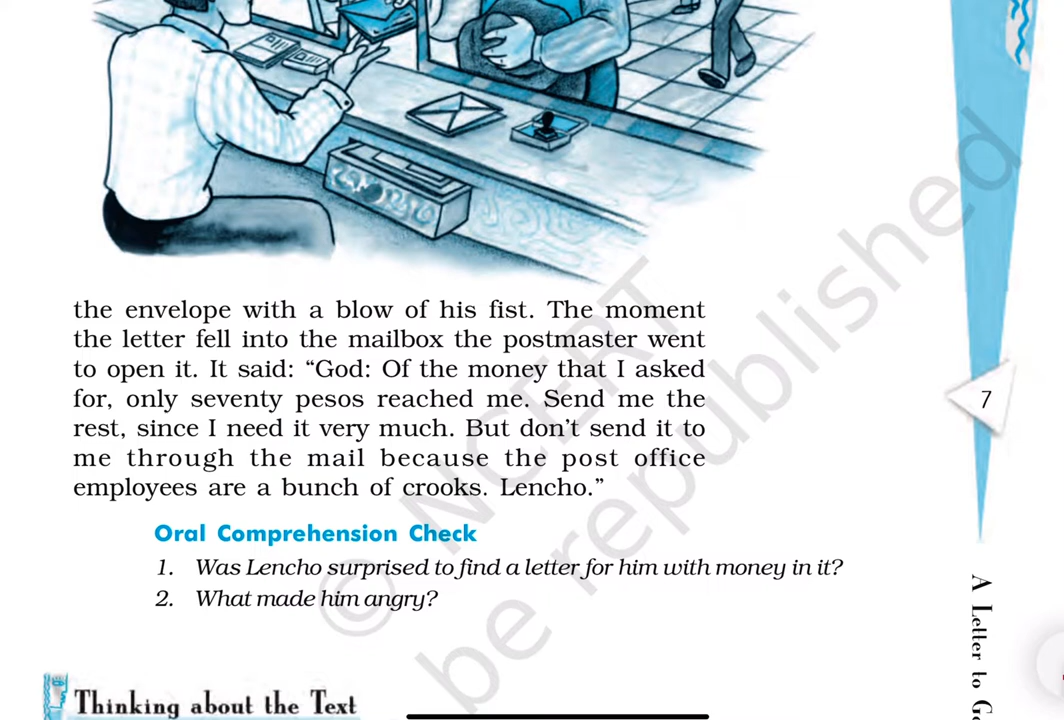 the envelope with a blow of his fist. The moment
the letter fell into the mailbox the postmaster went
to open it. It said: “God: Of the money that I asked
for, only seventy pesos reached me. Send me the
rest, since I need it very much. But don’t send it to
me through the mail because the post office
employees are a bunch of crooks. Lencho.”
Oral Comprehension Check
1. Was Lencho surprised to find a letter for him with money in it?
2. What made him angry?
Thinking about the Text
7
A Letter to
© NCERT
be republished